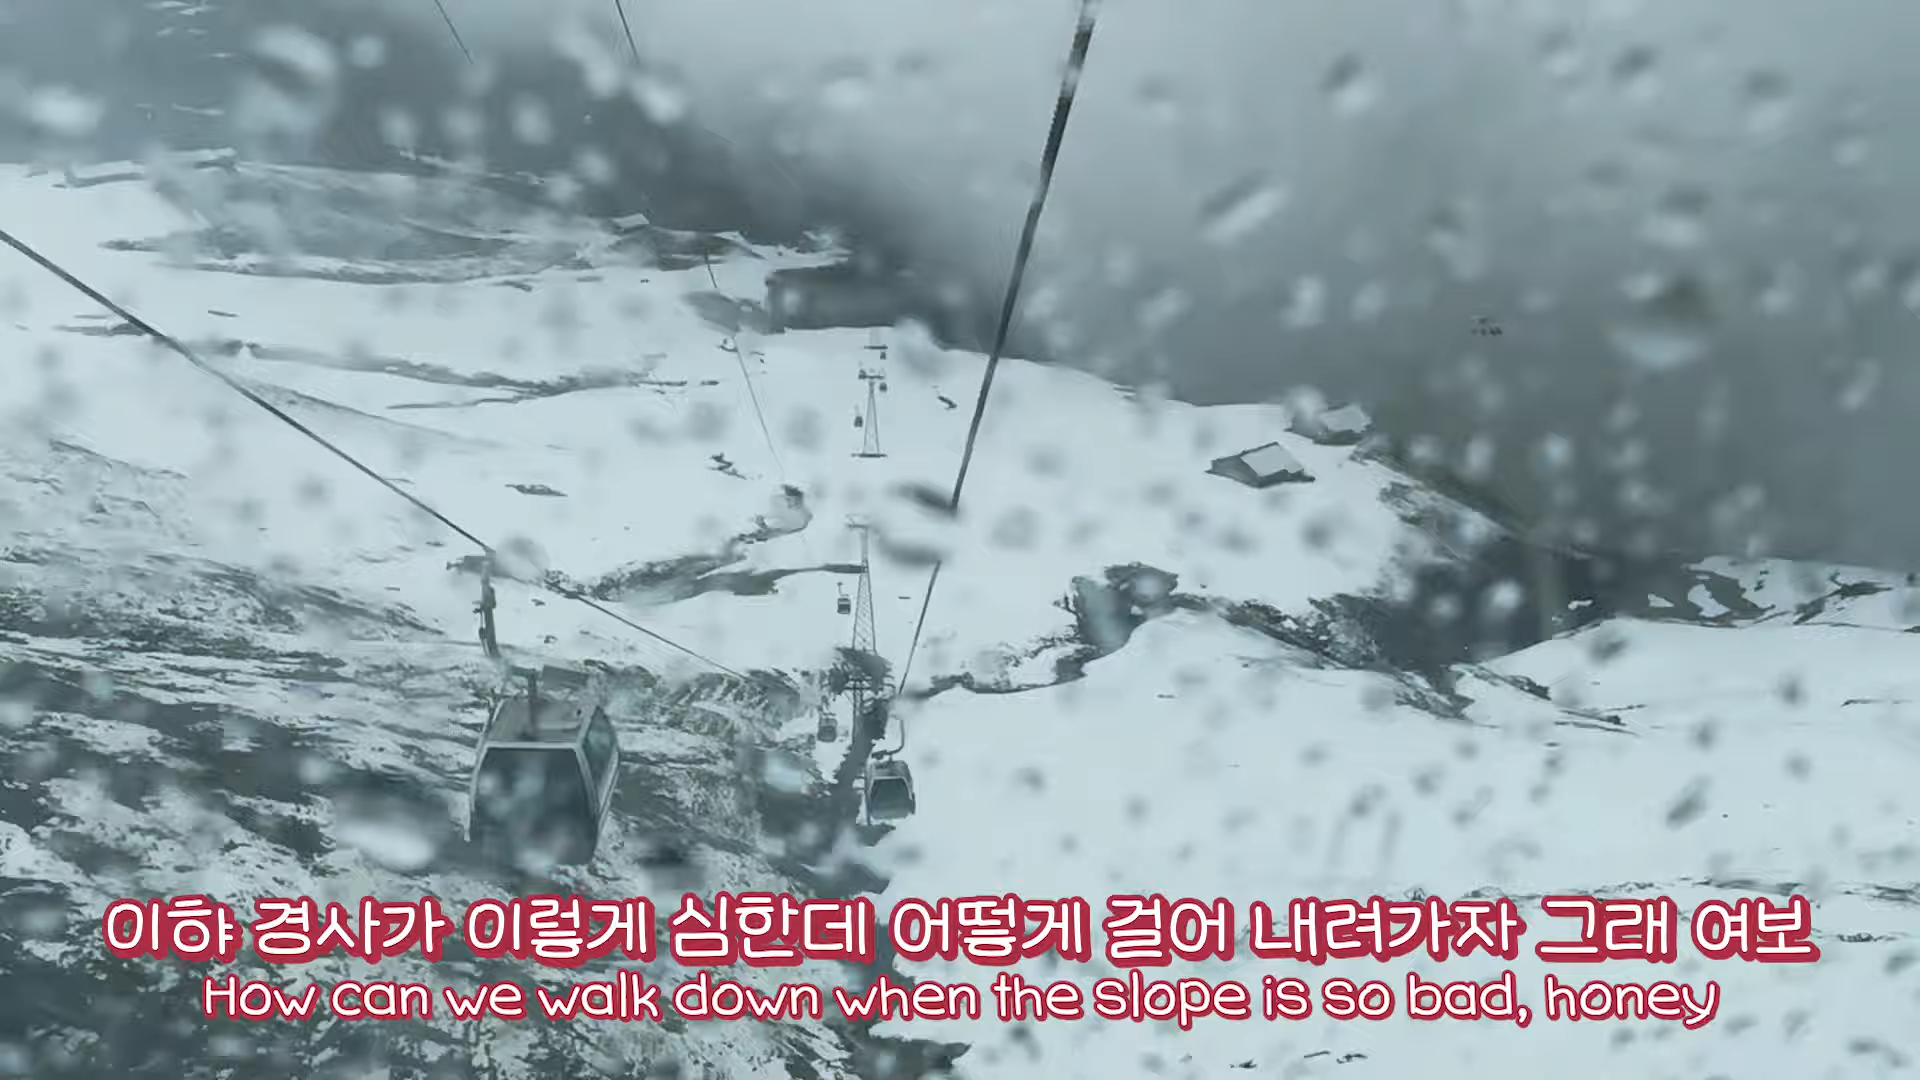 이햐 경사가 이렇게 심한데 어떻게 걸어 내려가자 그래 여보
How can we walk down when the slope is so bad, honey